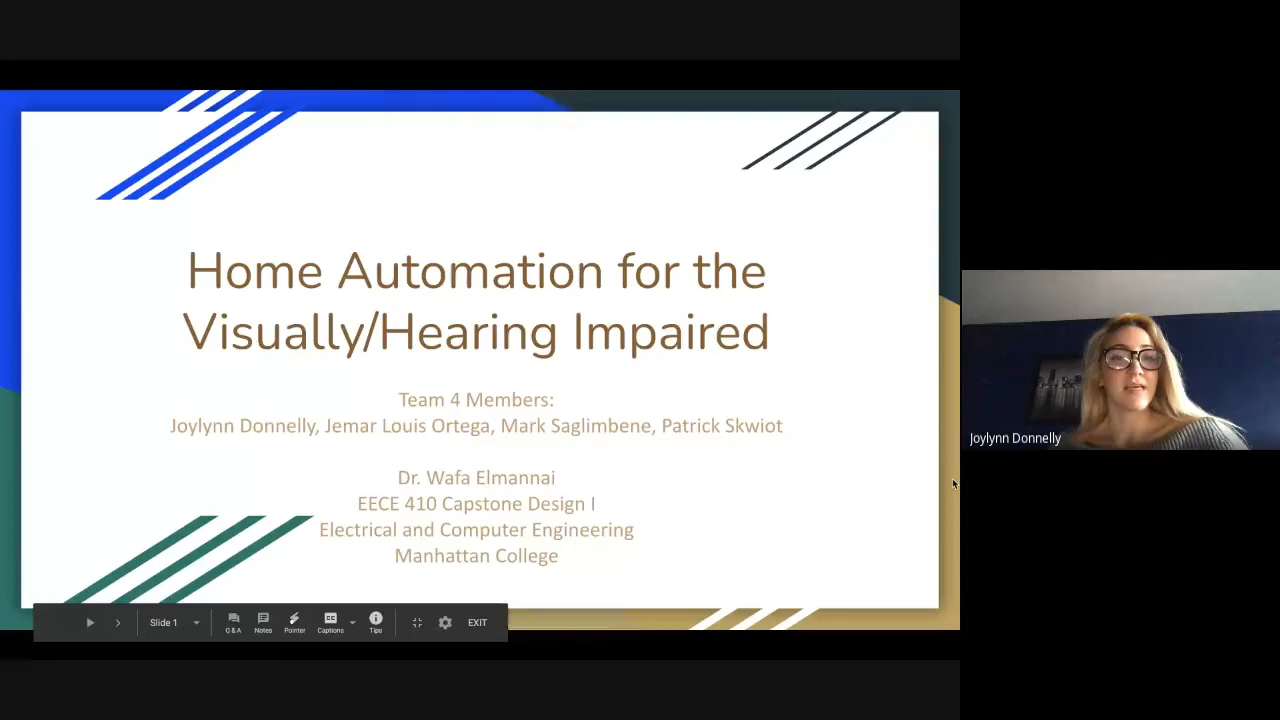 Home Automation for the
Visually/Hearing Impaired
Team 4 Members:
Joylynn Donnelly, Jemar Louis Ortega, Mark Saglimbene, Patrick Skwiot
Dr. Wafa Elmannai
EECE 410 Capstone Design I
Electrical and Computer Engineering
Manhattan College
Slide 1
Q & A
Notes
Pointer
Captions
Tips
EXIT
Joylynn Donnelly